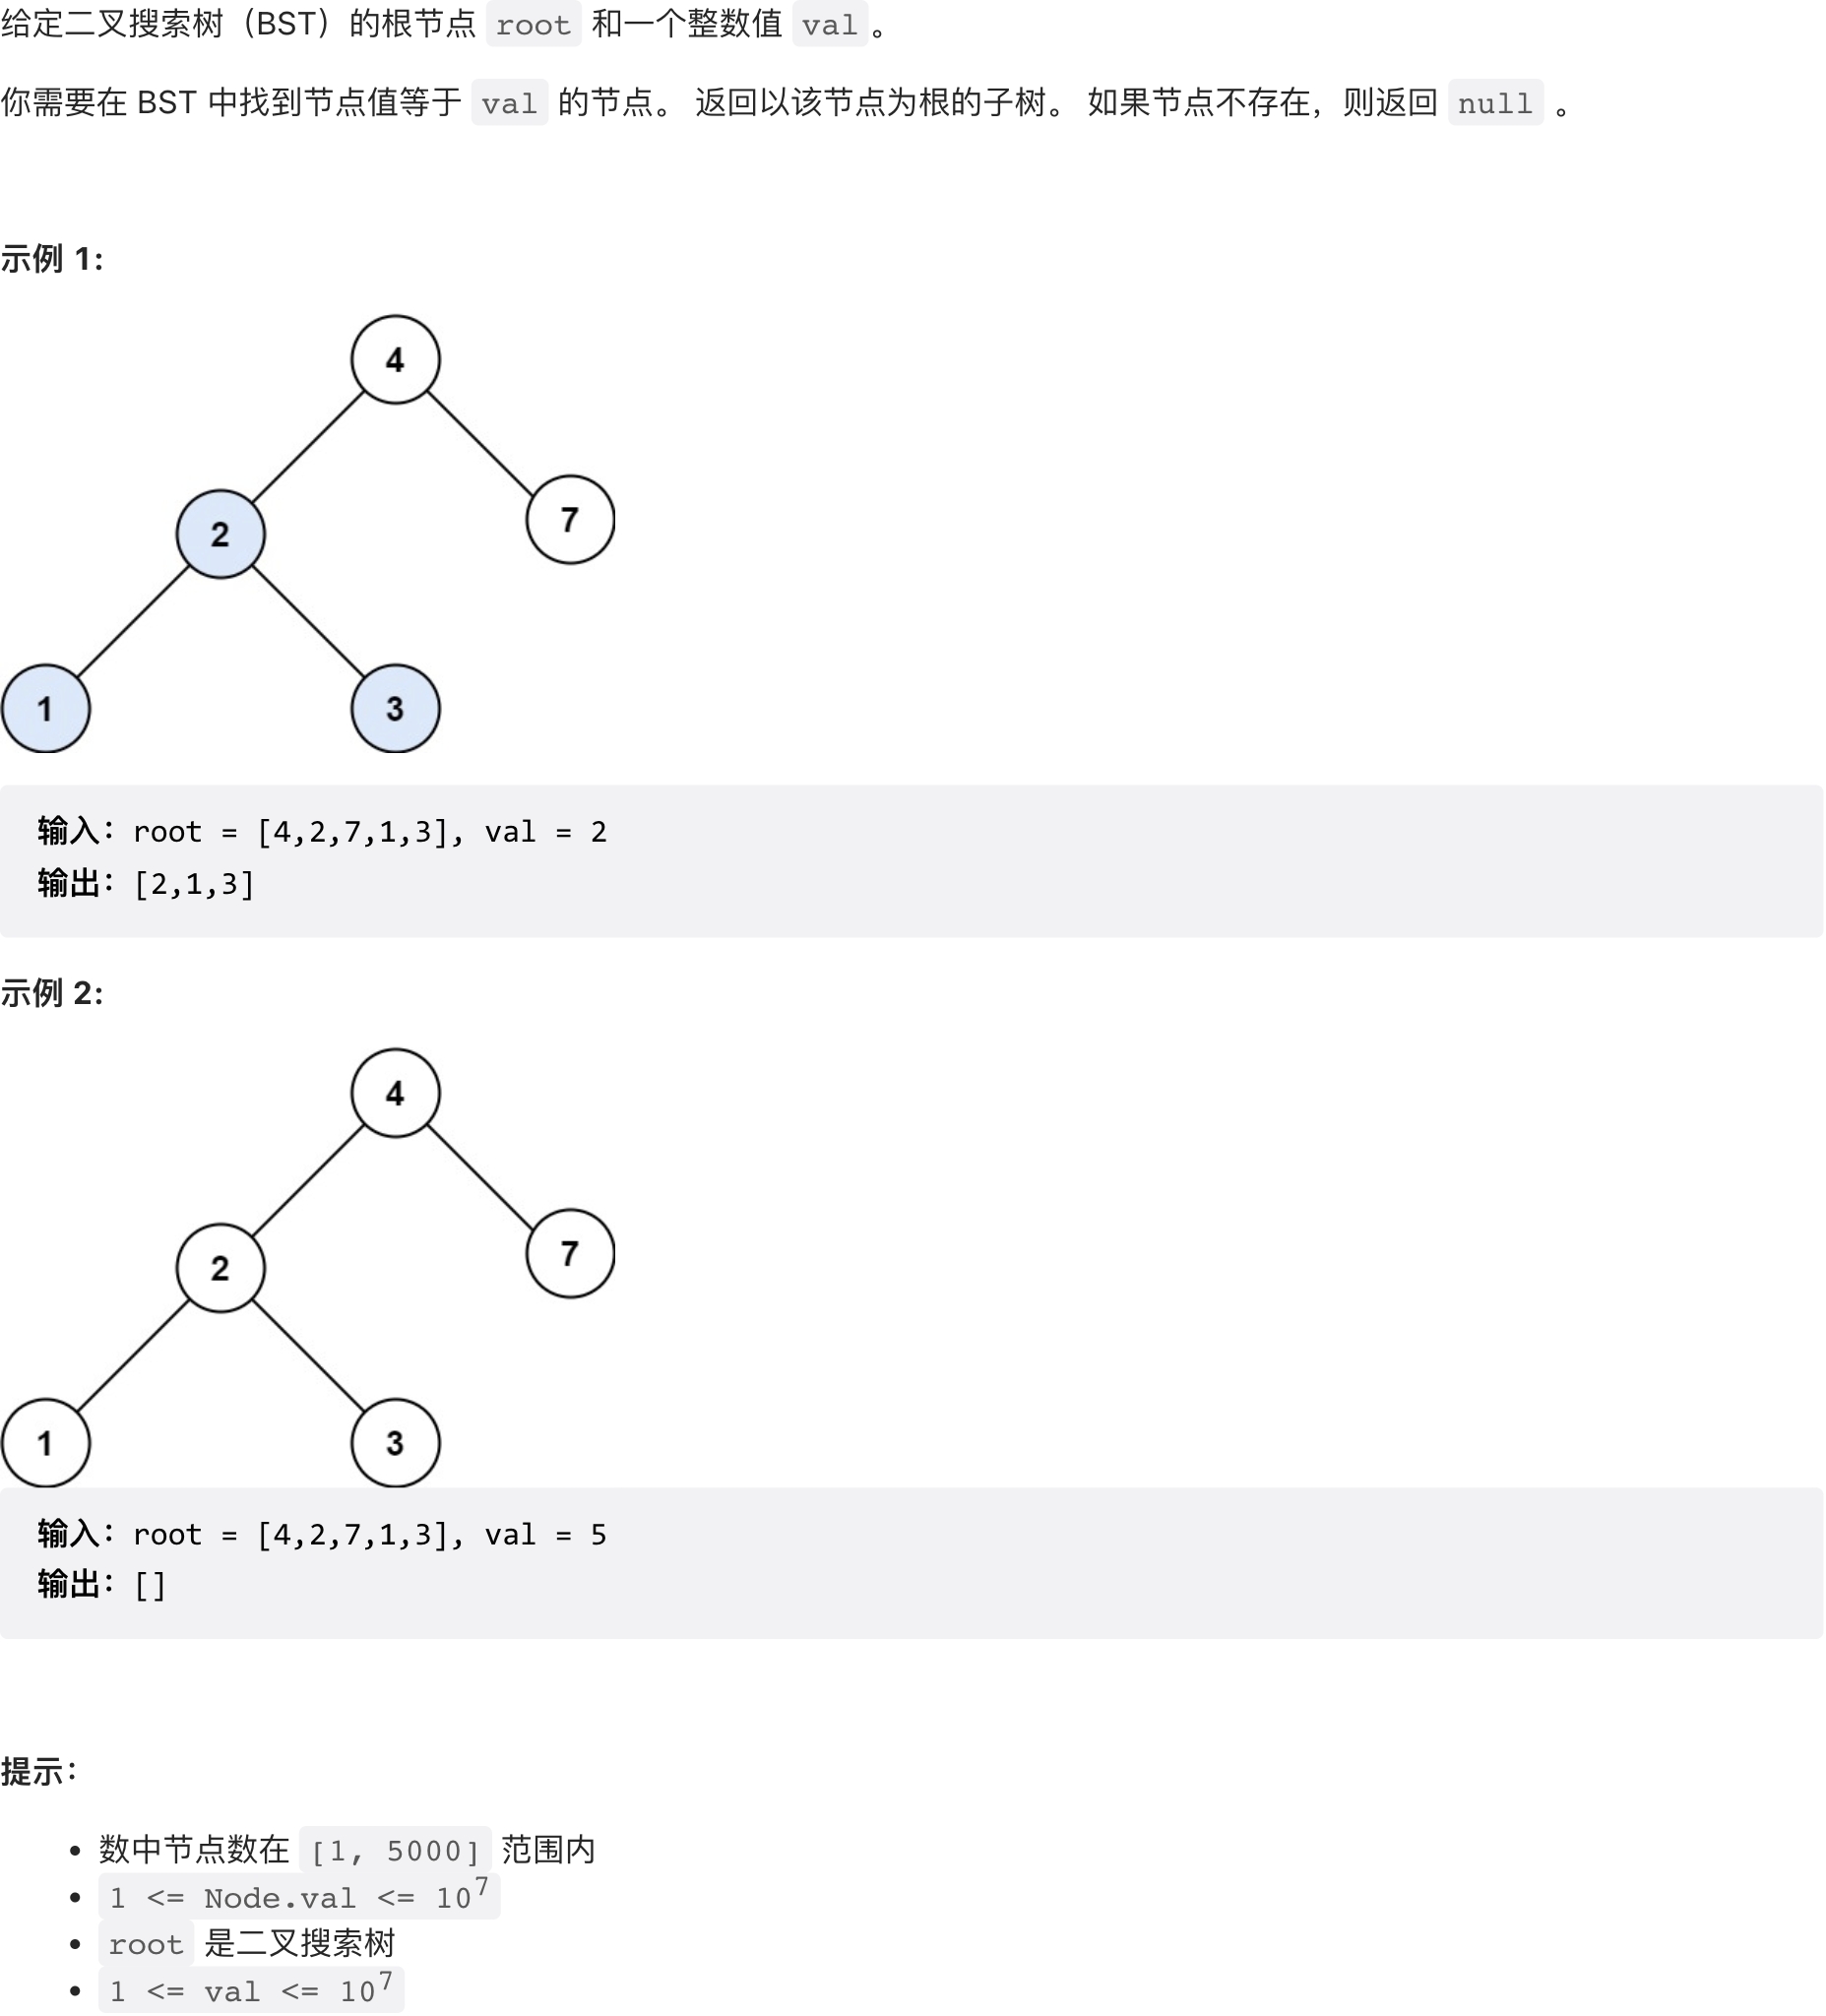 给定二叉搜索树（BST）的根节点 root 和一个整数值 val。
你需要在 BST 中找到节点值等于 val 的节点。 返回以该节点为根的子树。 如果节点不存在，则返回 null 。
示例 1:
4
2
7
1
3
输入：root = [4,2,7,1,3], val = 2
输出：[2,1,3]
示例 2:
4
2
7
1
3
输入：root = [4,2,7,1,3], val = 5
输出：[]
提示：
• 数中节点数在 [1, 5000] 范围内
• 1 <= Node.val <= 10⁷
• root 是二叉搜索树
• 1 <= val <= 10⁷